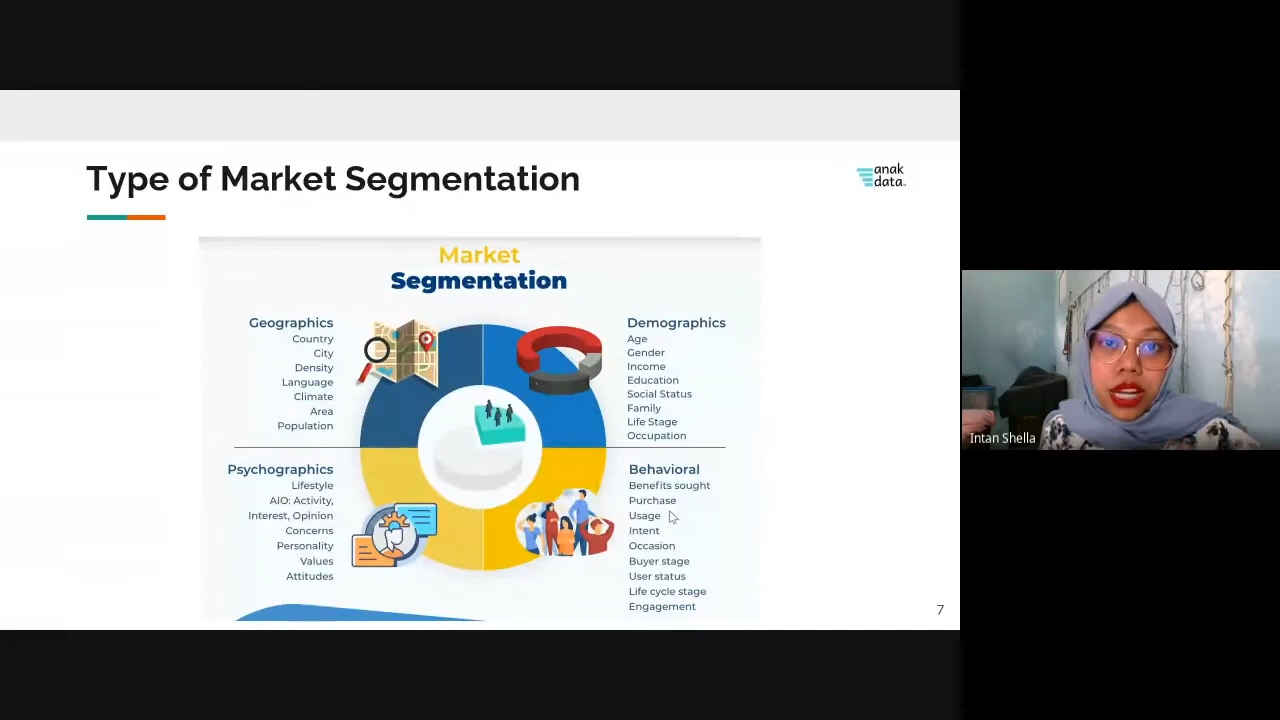 Type of Market Segmentation
anak
data.
Market
Segmentation
Geographics
Country
City
Density
Language
Climate
Area
Population
Demographics
Age
Gender
Income
Education
Social Status
Family
Life Stage
Occupation
Psychographics
Lifestyle
AIO: Activity,
Interest, Opinion
Concerns
Personality
Values
Attitudes
Behavioral
Benefits sought
Purchase
Usage
Intent
Occasion
Buyer stage
User status
Life cycle stage
Engagement
7
Intan Shella